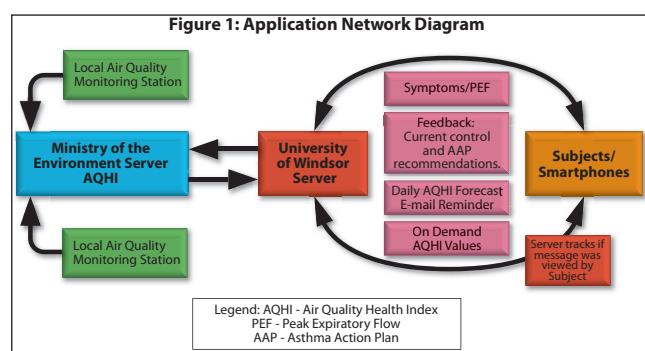 Figure 1: Application Network Diagram
Local Air Quality
Monitoring Station
Ministry of the
Environment Server
AQHI
Local Air Quality
Monitoring Station
University
of Windsor
Server
Symptoms/PEF
Feedback:
Current control
and AAP
recommendations.
Daily AQHI Forecast
E-mail Reminder
On Demand
AQHI Values
Subjects/
Smartphones
Server tracks if
message was
viewed by
Subject
Legend: AQHI - Air Quality Health Index
PEF - Peak Expiratory Flow
AAP - Asthma Action Plan